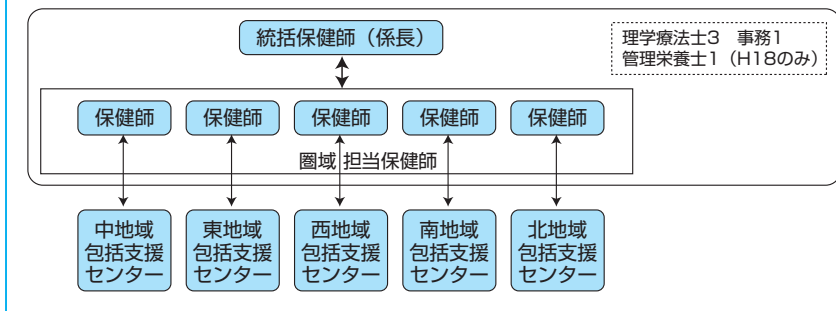 統括保健師（係長）
理学療法士3　事務1
管理栄養士1（H18のみ）
保健師
保健師
保健師
保健師
保健師
圏域 担当保健師
中地域
包括支援
センター
東地域
包括支援
センター
西地域
包括支援
センター
南地域
包括支援
センター
北地域
包括支援
センター